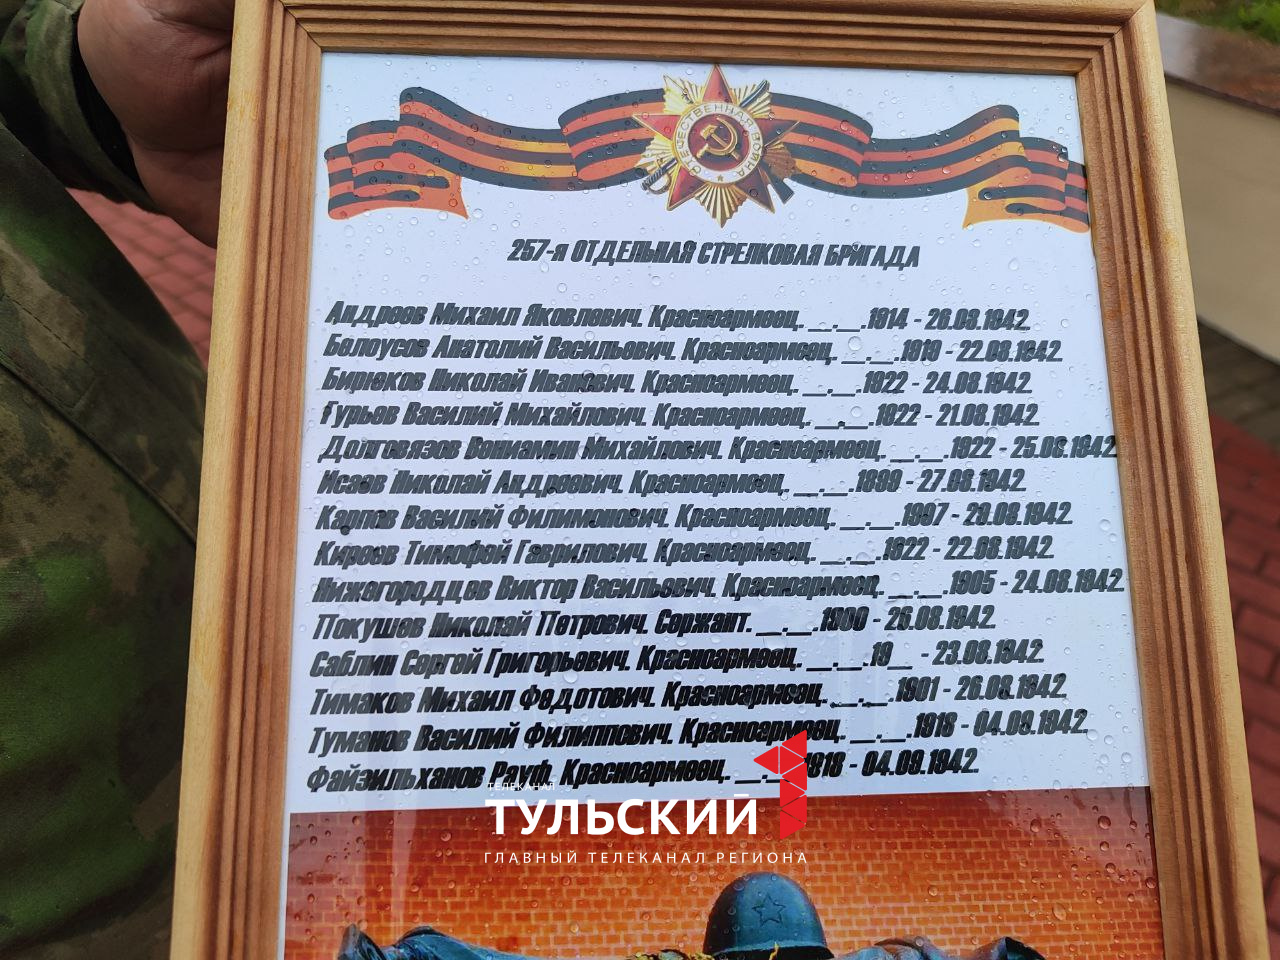 ОТЕЧЕСТВЕННАЯ ВОЙНА
257-я ОТДЕЛЬНАЯ СТРЕЛКОВАЯ БРИГАДА
Андреев Михаил Яковлевич. Красноармеец. __.__.1914 - 26.08.1942.
Белоусов Анатолий Васильевич. Красноармеец. __.__.1919 - 22.08.1942.
Бирюков Николай Иванович. Красноармеец. __.__.1922 - 24.08.1942.
Гурьев Василий Михайлович. Красноармеец. __.__.1922 - 21.08.1942.
Долговязов Вениамин Михайлович. Красноармеец. __.__.1922 - 25.08.1942.
Исаев Николай Андреевич. Красноармеец. __.__.1899 - 27.08.1942.
Карпов Василий Филимонович. Красноармеец. __.__.1907 - 29.08.1942.
Киреев Тимофей Гаврилович. Красноармеец. __.__.1922 - 22.08.1942.
Нижегородцев Виктор Васильевич. Красноармеец. __.__.1905 - 24.08.1942.
Покушев Николай Петрович. Сержант. __.__.1900 - 26.08.1942.
Саблин Сергей Григорьевич. Красноармеец. __.__.19__ - 23.08.1942.
Тимаков Михаил Федотович. Красноармеец. __.__.1901 - 26.08.1942.
Туманов Василий Филиппович. Красноармеец. __.__.1918 - 04.09.1942.
Файзильханов Рауф. Красноармеец. __.__.1918 - 04.09.1942.
ТЕЛЕКАНАЛ
ТУЛЬСКИЙ 1
ГЛАВНЫЙ ТЕЛЕКАНАЛ РЕГИОНА